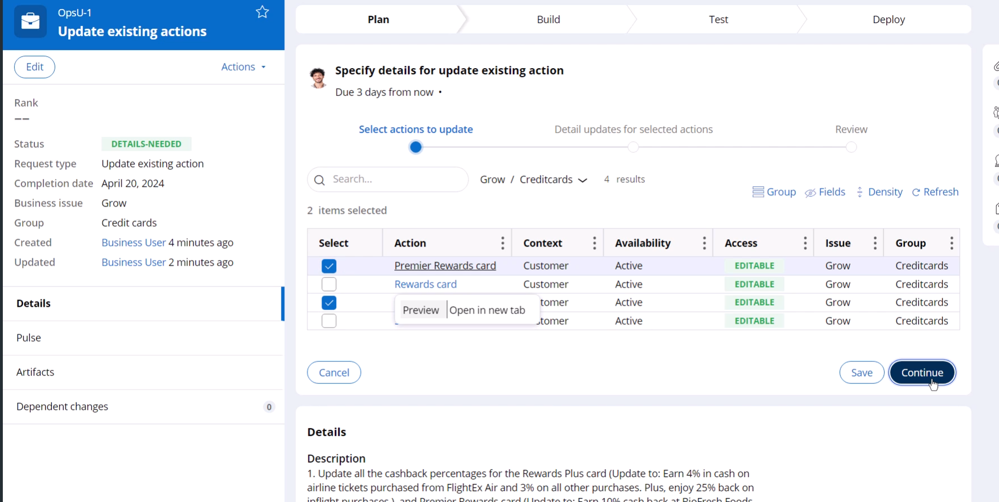 OpsU-1
Update existing actions
Edit
Actions
Rank
––
Status DETAILS-NEEDED
Request type Update existing action
Completion date April 20, 2024
Business issue Grow
Group Credit cards
Created Business User 4 minutes ago
Updated Business User 2 minutes ago
Details
Pulse
Artifacts
Dependent changes 0
Plan Build Test Deploy
Specify details for update existing action
Due 3 days from now •
Select actions to update Detail updates for selected actions Review
Search... Grow / Creditcards 4 results
Group Fields Density Refresh
2 items selected
Select Action Context Availability Access Issue Group
Premier Rewards card Customer Active EDITABLE Grow Creditcards
Rewards card Customer Active EDITABLE Grow Creditcards
tomer Active EDITABLE Grow Creditcards
Preview Open in new tab
stomer Active EDITABLE Grow Creditcards
Cancel Save Continue
Details
Description
1. Update all the cashback percentages for the Rewards Plus card (Update to: Earn 4% in cash on
airline tickets purchased from FlightEx Air and 3% on all other purchases. Plus, enjoy 25% back on
inflight purchases.), and Premier Rewards card (Update to: Earn 10% cash back at BioFresh Foods